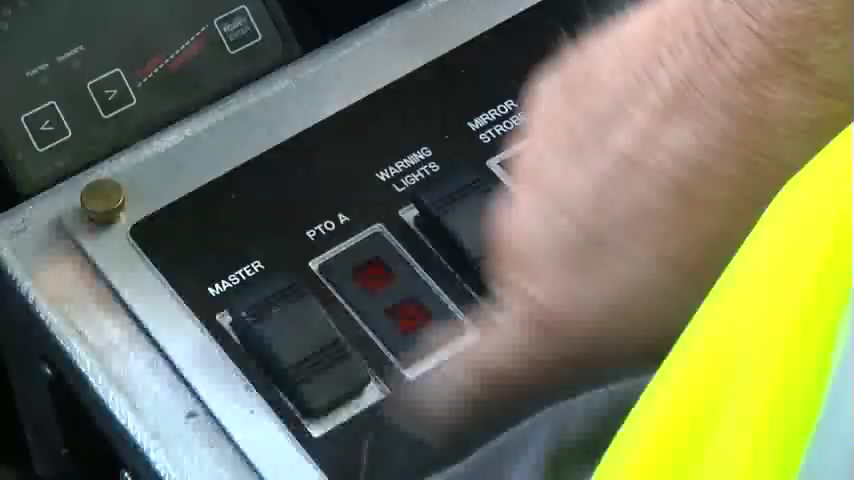 MASTER
PTO A
WARNING
LIGHTS
MIRROR
STROBE